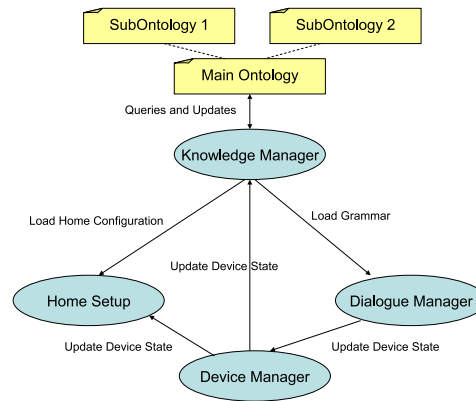 SubOntology 1
SubOntology 2
Main Ontology
Queries and Updates
Knowledge Manager
Load Home Configuration
Load Grammar
Update Device State
Home Setup
Dialogue Manager
Update Device State
Update Device State
Device Manager